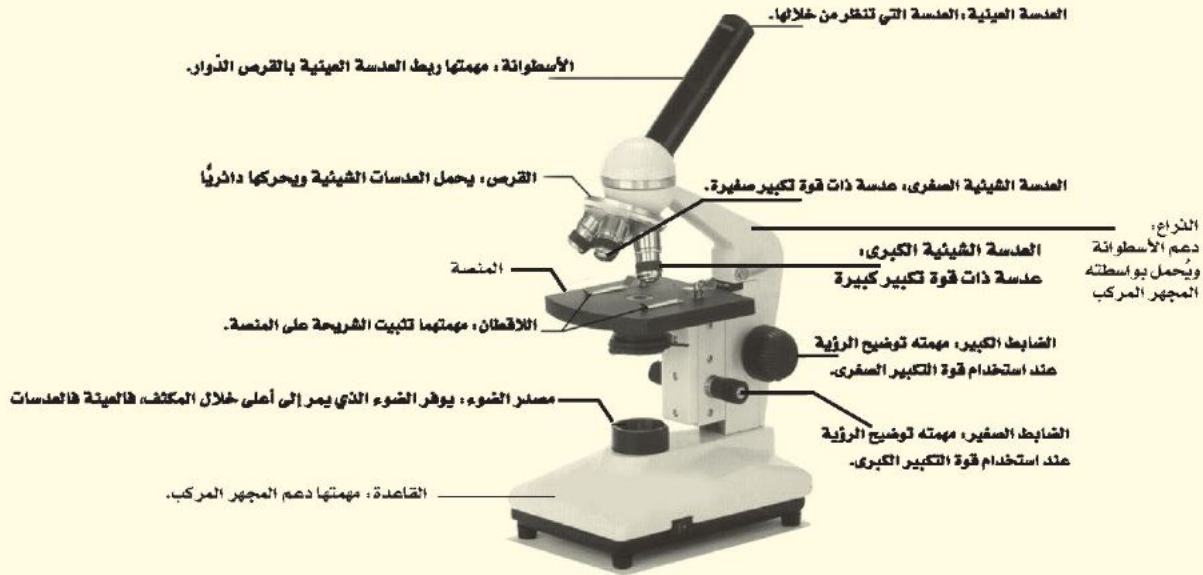 العدسة العينية: العدسة التي تنظر من خلالها.
الأسطوانة: مهمتها ربط العدسة العينية بالقرص الدّوار.
القرص: يحمل العدسات الشيئية ويحركها دائريًّا
العدسة الشيئية الصغرى: عدسة ذات قوة تكبير صغيرة.
الذراع:
دعم الأسطوانة
ويُحمل بواسطته
المجهر المركب
العدسة الشيئية الكبرى:
عدسة ذات قوة تكبير كبيرة
المنصة
اللاقطان: مهمتهما تثبيت الشريحة على المنصة.
الضابط الكبير: مهمته توضيح الرؤية
عند استخدام قوة التكبير الصغرى.
مصدر الضوء: يوفر الضوء الذي يمر إلى أعلى خلال المكثف، فالعينة فالعدسات
الضابط الصغير: مهمته توضيح الرؤية
عند استخدام قوة التكبير الكبرى.
القاعدة: مهمتها دعم المجهر المركب.